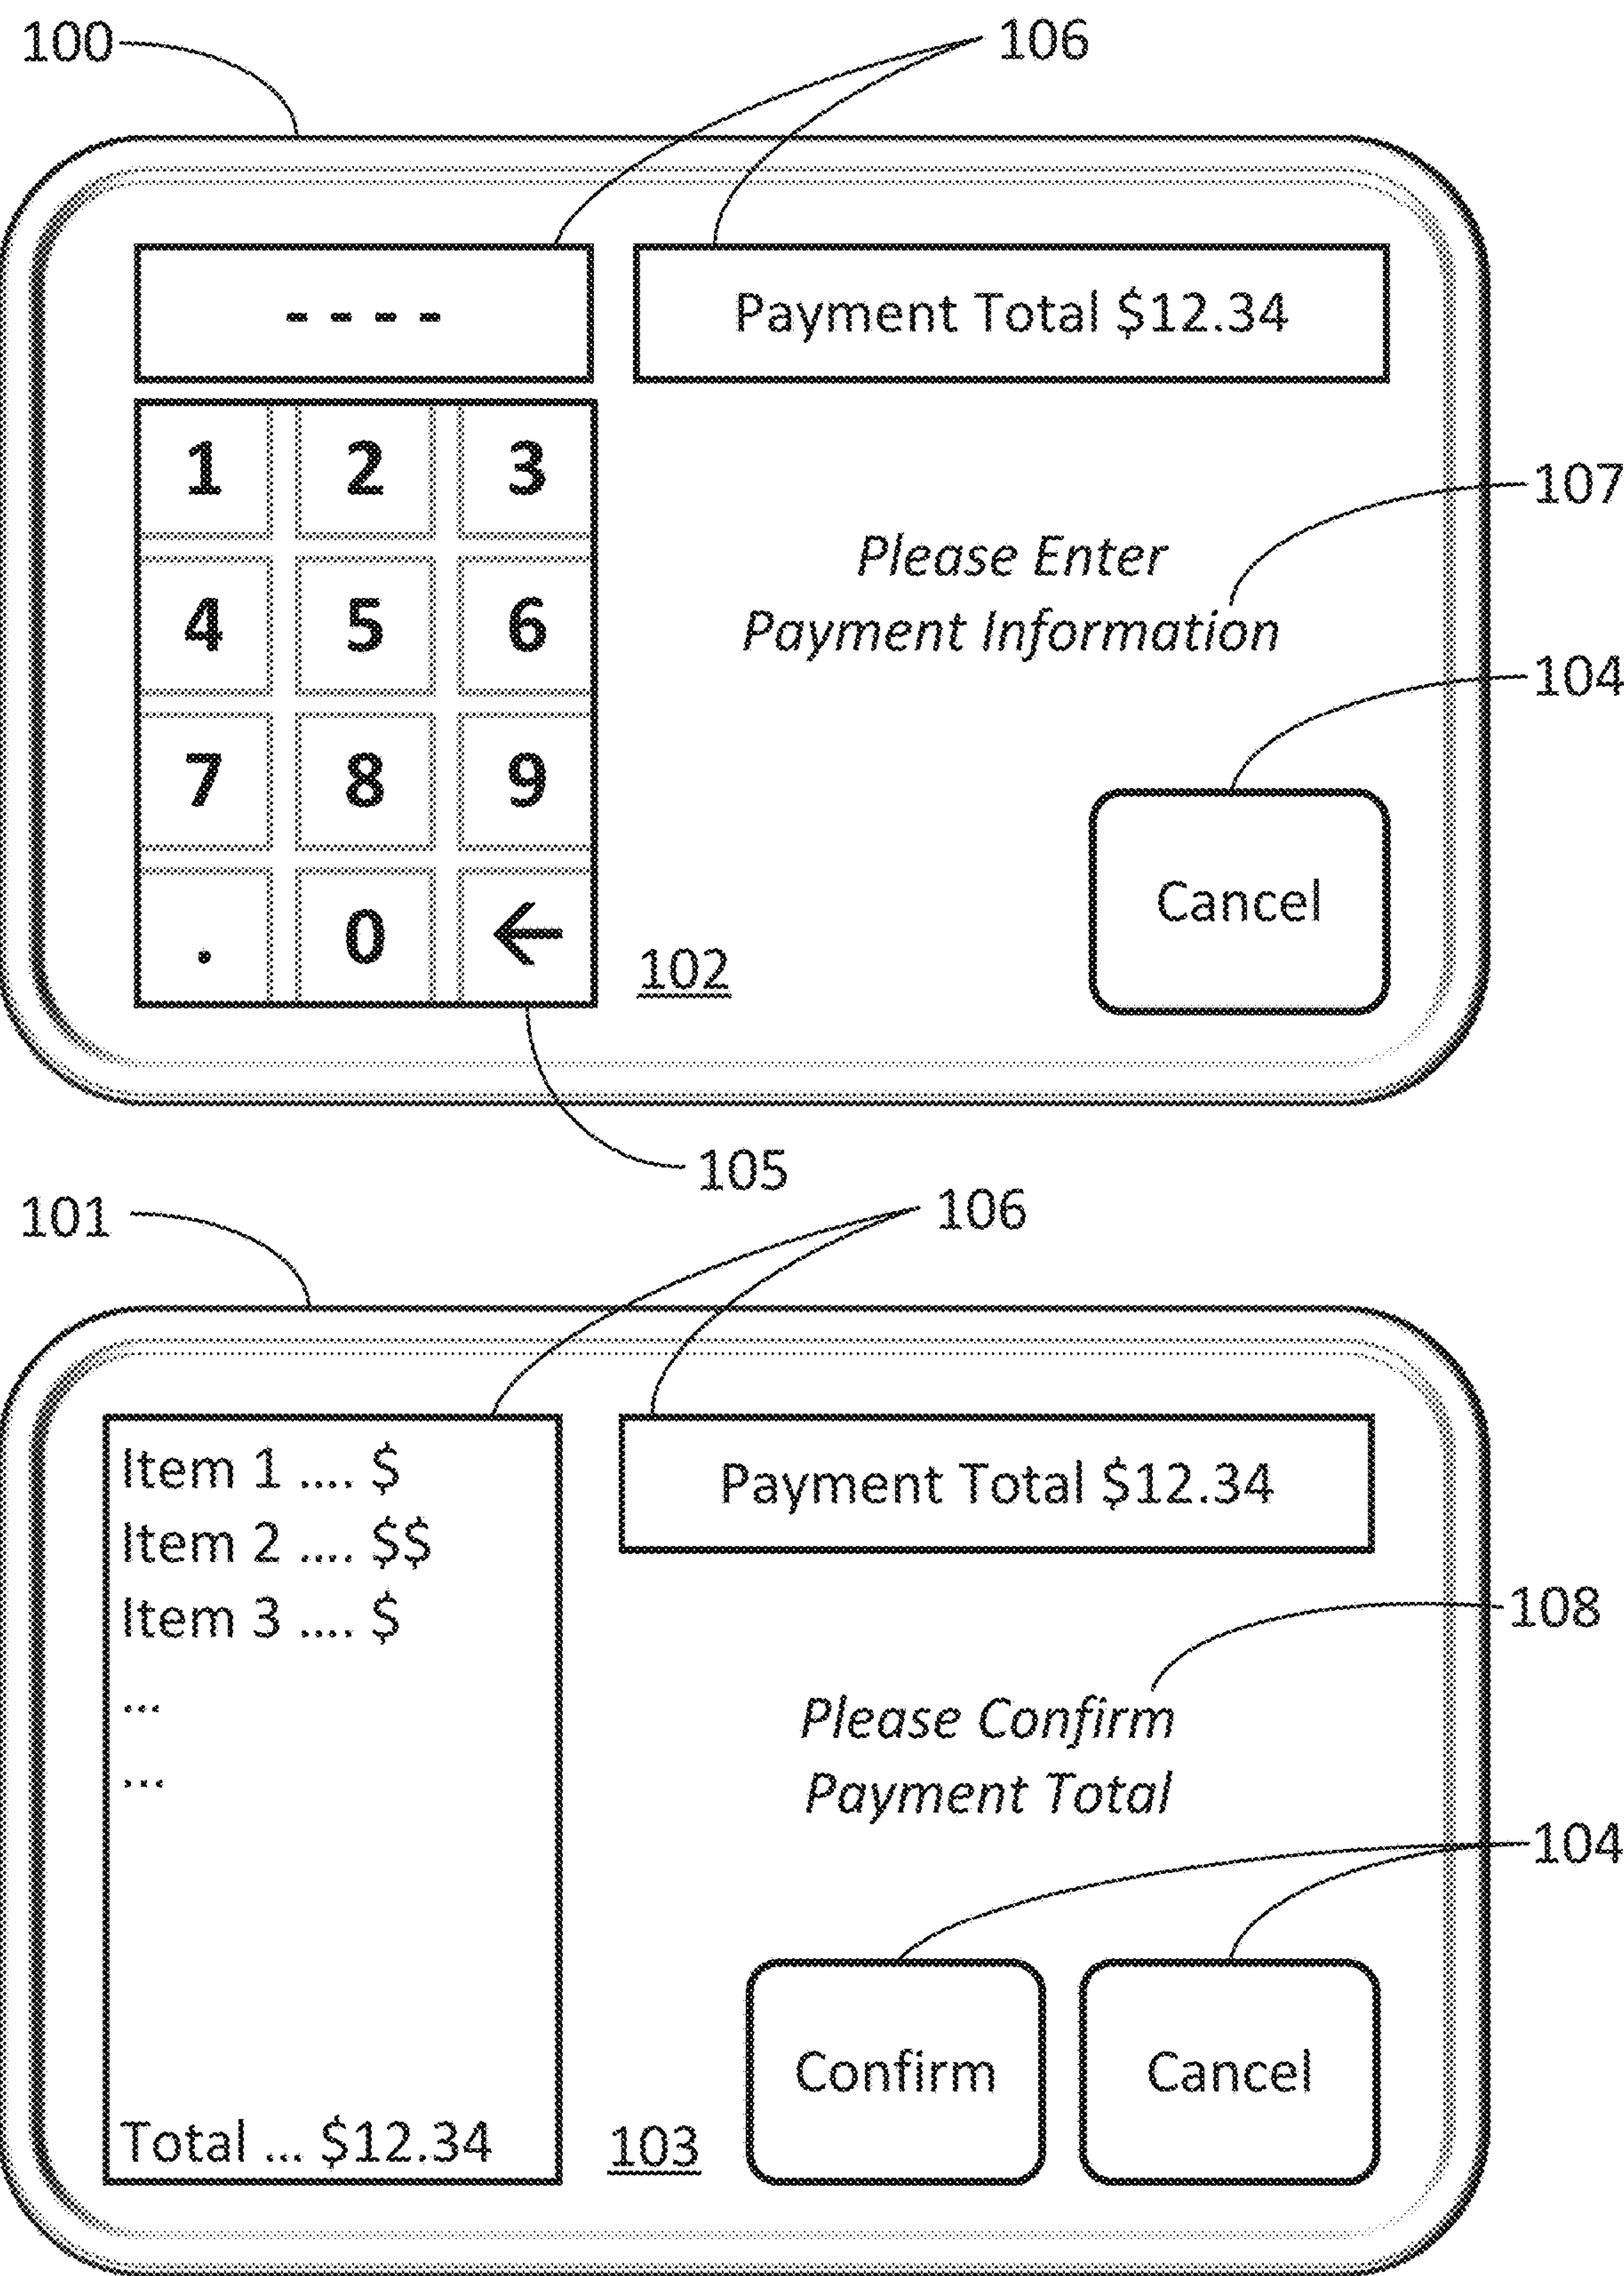 100
106
- - - -
Payment Total $12.34
1 2 3
4 5 6
7 8 9
. 0 ←
Please Enter
Payment Information
107
104
Cancel
102
105
101
106
Item 1 .... $
Item 2 .... $$
Item 3 .... $
...
...
Total ... $12.34
Payment Total $12.34
108
Please Confirm
Payment Total
104
Confirm
Cancel
103